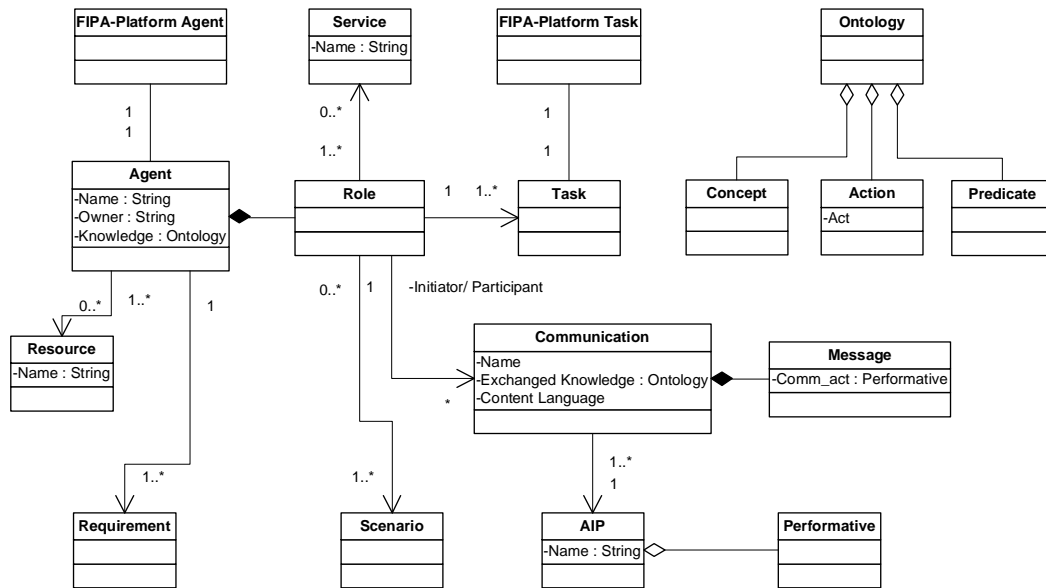 FIPA-Platform Agent
Service
-Name : String
FIPA-Platform Task
Ontology
1
1
0..*
1..*
1
1
Agent
-Name : String
-Owner : String
-Knowledge : Ontology
Role
1
1..*
Task
Concept
Action
-Act
Predicate
0..*
1..*
1
0..*
1
-Initiator/ Participant
Resource
-Name : String
Communication
-Name
-Exchanged Knowledge : Ontology
-Content Language
Message
-Comm_act : Performative
*
1..*
1..*
1..*
1
Requirement
Scenario
AIP
-Name : String
Performative